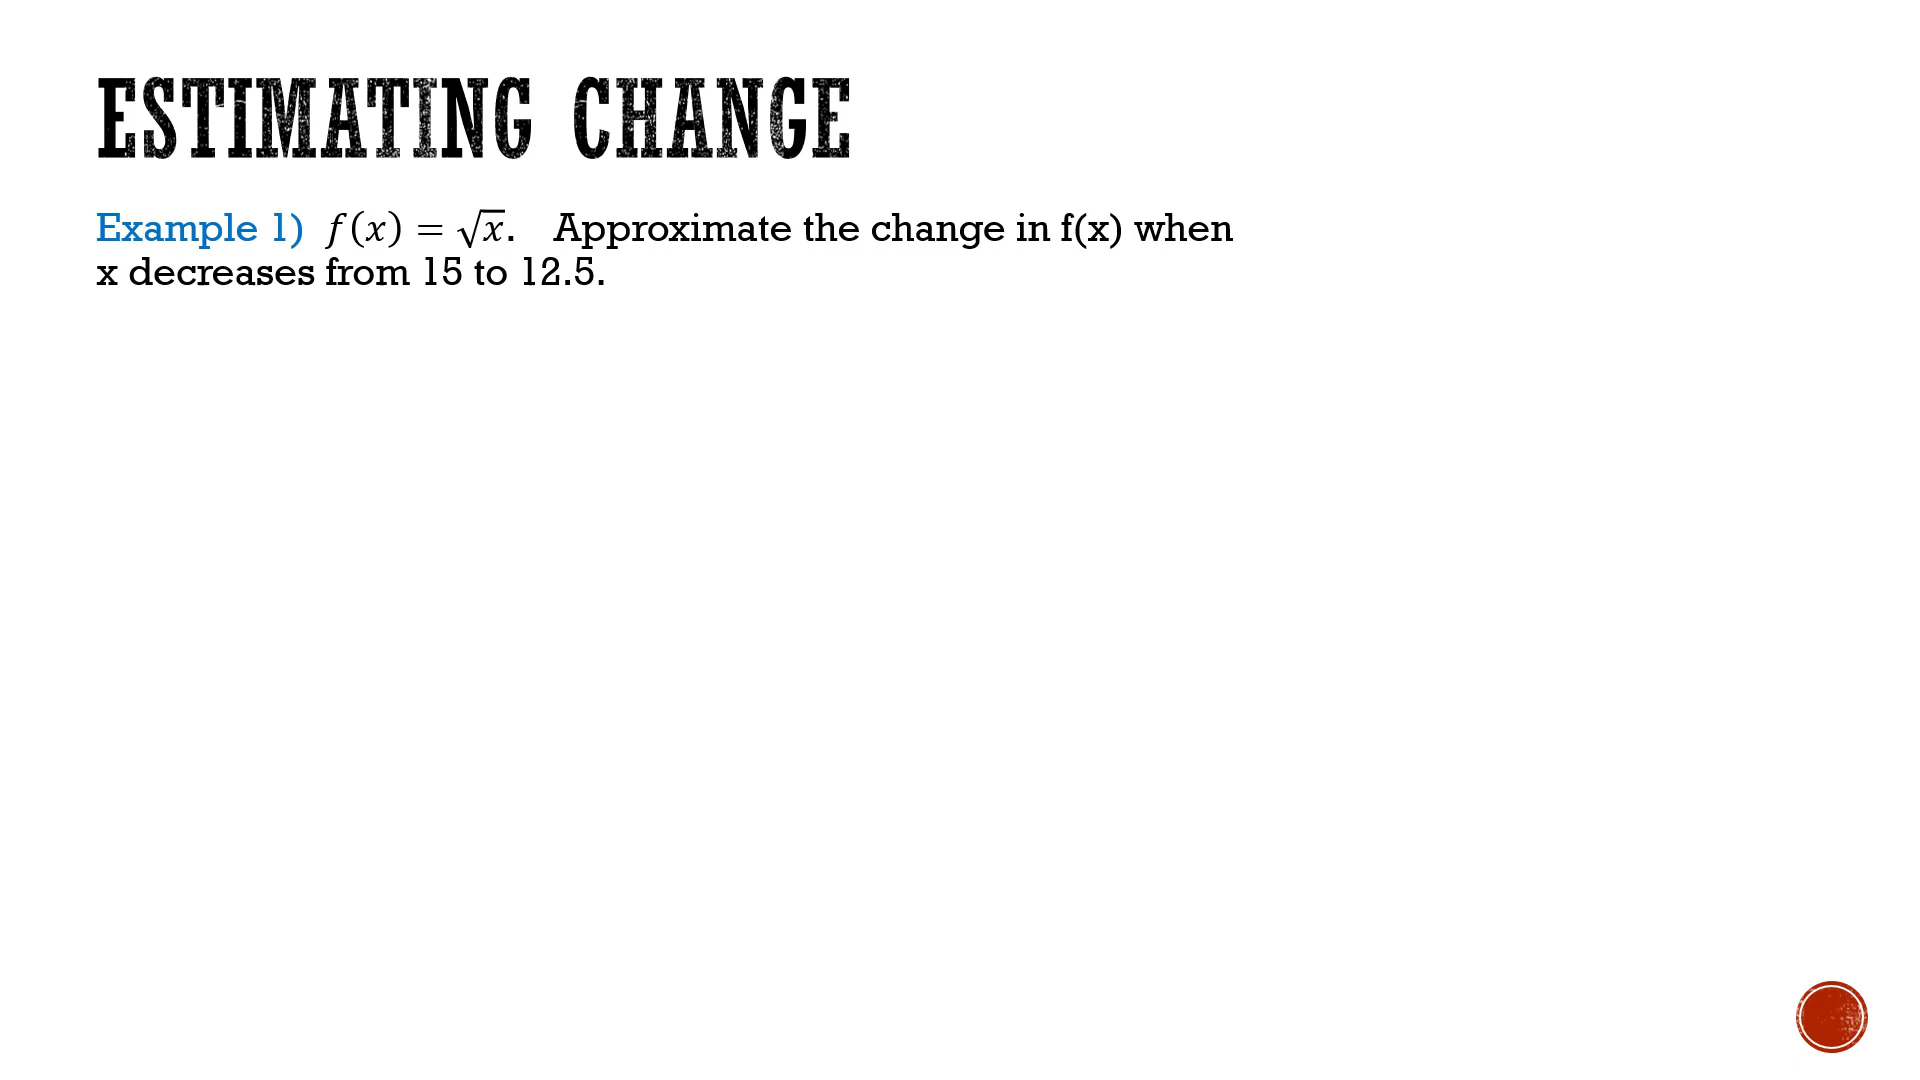 ESTIMATING CHANGE
Example 1) 𝑓(𝑥) = √𝑥. Approximate the change in f(x) when
x decreases from 15 to 12.5.